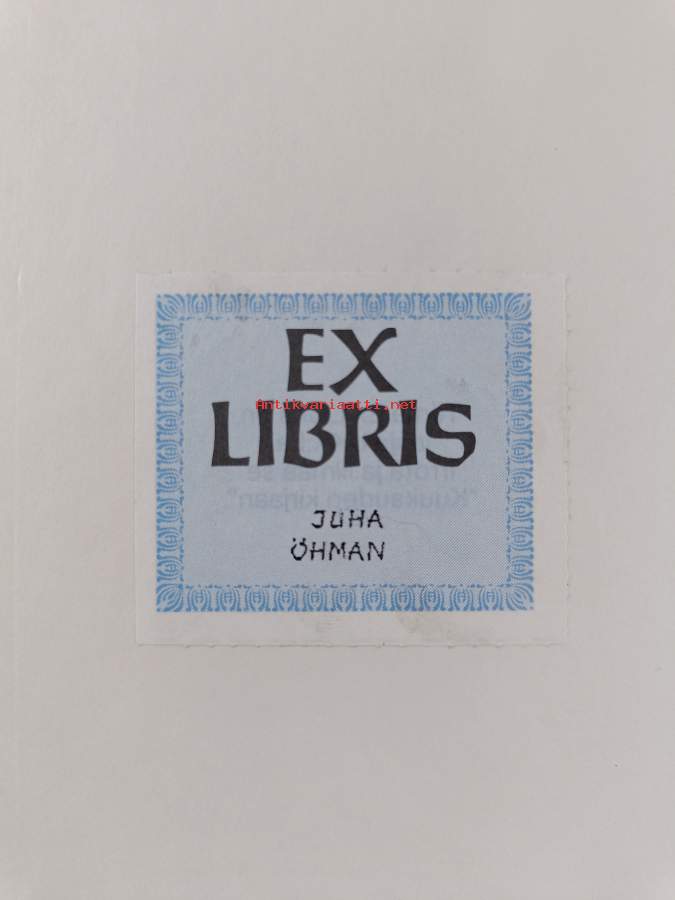 EX
Antikvariaatti.net
LIBRIS
JUHA
ÖHMAN